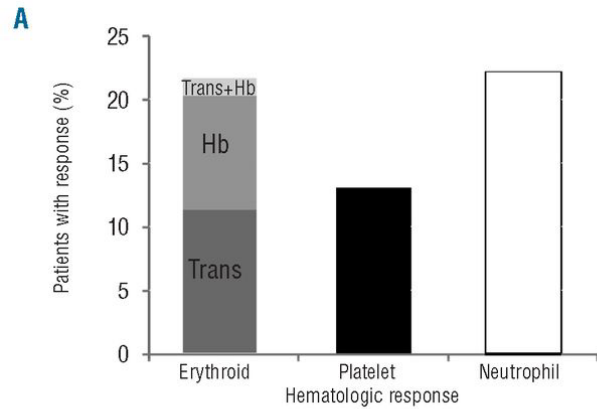 A
Patients with response (%)
25
20
15
10
5
0
Trans+Hb
Hb
Trans
Erythroid
Platelet
Neutrophil
Hematologic response